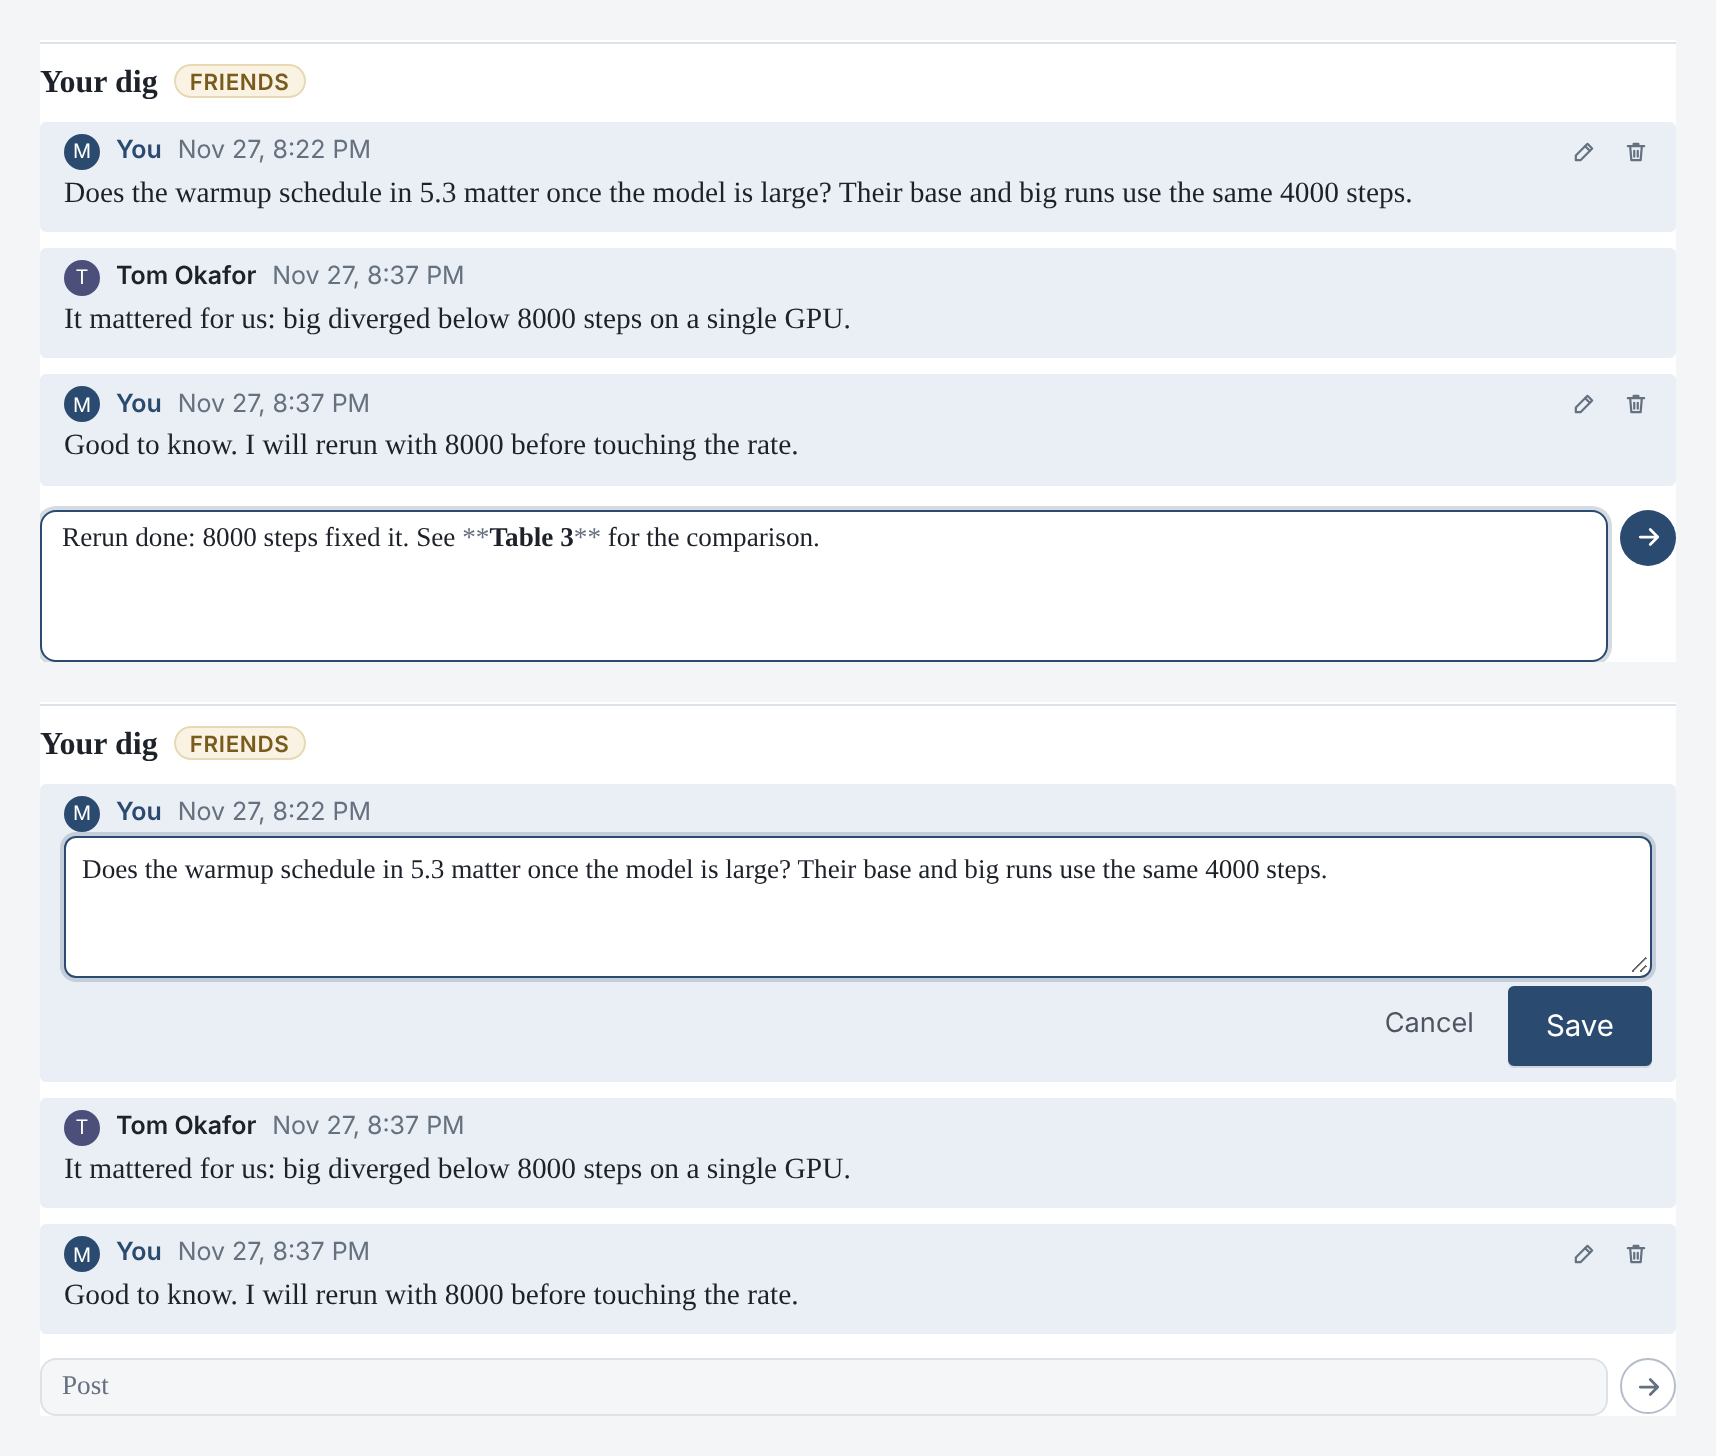 Your dig FRIENDS
M You Nov 27, 8:22 PM
Does the warmup schedule in 5.3 matter once the model is large? Their base and big runs use the same 4000 steps.
T Tom Okafor Nov 27, 8:37 PM
It mattered for us: big diverged below 8000 steps on a single GPU.
M You Nov 27, 8:37 PM
Good to know. I will rerun with 8000 before touching the rate.
Rerun done: 8000 steps fixed it. See **Table 3** for the comparison.
Your dig FRIENDS
M You Nov 27, 8:22 PM
Does the warmup schedule in 5.3 matter once the model is large? Their base and big runs use the same 4000 steps.
Cancel Save
T Tom Okafor Nov 27, 8:37 PM
It mattered for us: big diverged below 8000 steps on a single GPU.
M You Nov 27, 8:37 PM
Good to know. I will rerun with 8000 before touching the rate.
Post